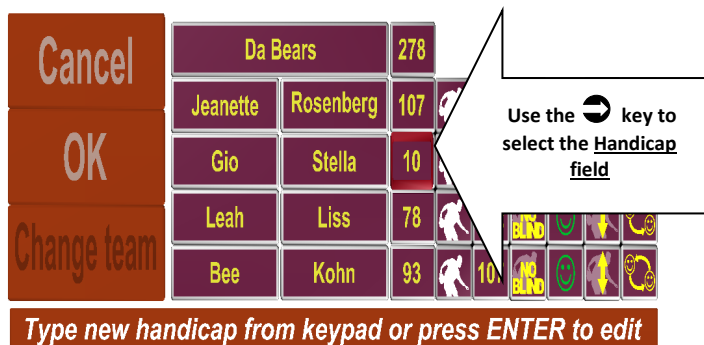 Cancel
OK
Change team
Da Bears 278
Jeanette Rosenberg 107
Gio Stella 10
Leah Liss 78 NO BLIND
Bee Kohn 93 NO BLIND
Use the key to
select the Handicap
field
Type new handicap from keypad or press ENTER to edit